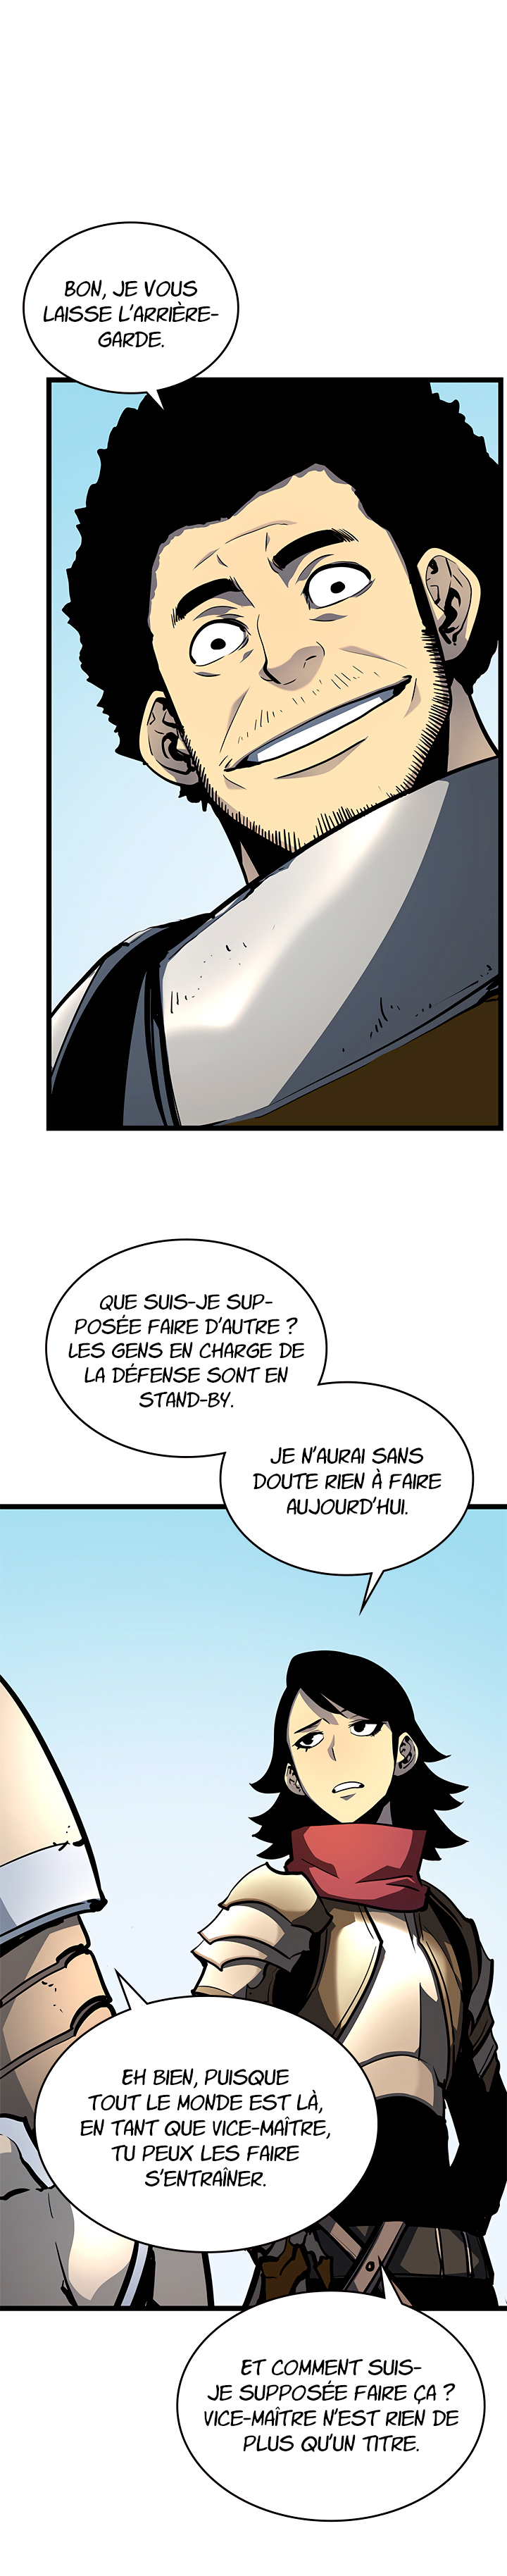 BON, JE VOUS
LAISSE L'ARRIÈRE-
GARDE.
QUE SUIS-JE SUP-
POSÉE FAIRE D'AUTRE ?
LES GENS EN CHARGE DE
LA DÉFENSE SONT EN
STAND-BY.
JE N'AURAI SANS
DOUTE RIEN À FAIRE
AUJOURD'HUI.
EH BIEN, PUISQUE
TOUT LE MONDE EST LÀ,
EN TANT QUE VICE-MAÎTRE,
TU PEUX LES FAIRE
S'ENTRAÎNER.
ET COMMENT SUIS-
JE SUPPOSÉE FAIRE ÇA ?
VICE-MAÎTRE N'EST RIEN DE
PLUS QU'UN TITRE.